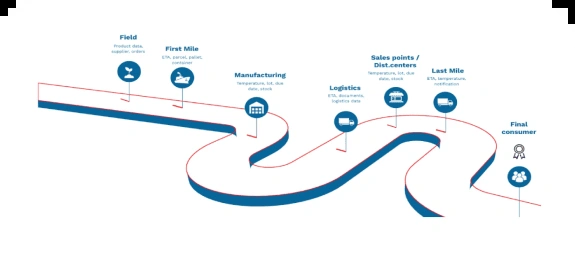 Field
Product data,
supplier, orders
First Mile
ETA, parcel, pallet,
container
Manufacturing
Temperature, lot, due
date, stock
Logistics
ETA, documents,
logistics data
Sales points /
Dist.centers
Temperature, lot, due
date, stock
Last Mile
ETA, temperature,
notification
Final
consumer